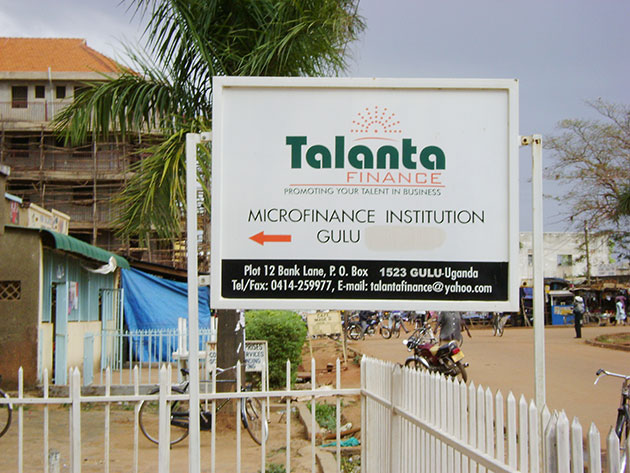 Talanta
FINANCE
PROMOTING YOUR TALENT IN BUSINESS
MICROFINANCE INSTITUTION
GULU
Plot 12 Bank Lane, P. O. Box 1523 GULU-Uganda
Tel/Fax: 0414-259977, E-mail: talantafinance@yahoo.com